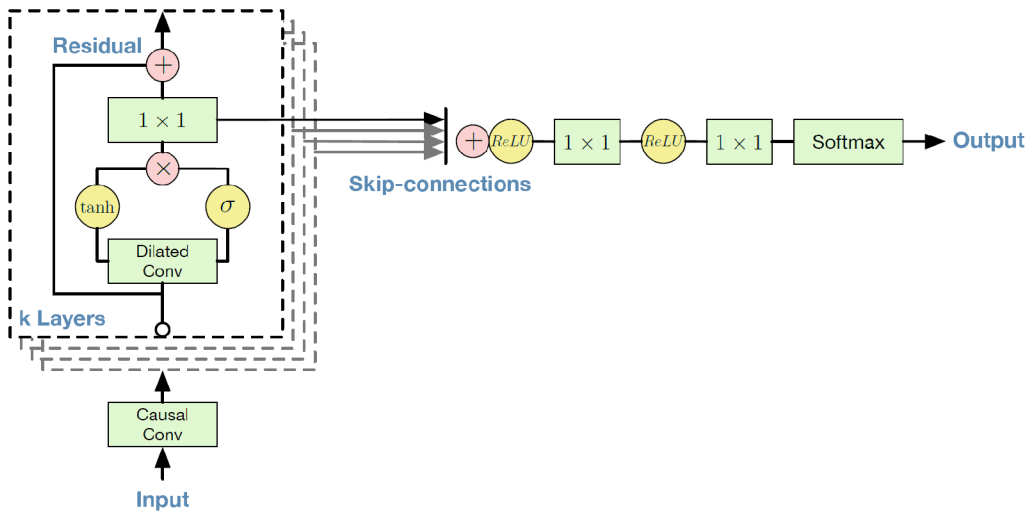 Residual
+
1 × 1
×
tanh
σ
Dilated
Conv
k Layers
Causal
Conv
Input
Skip-connections
+
ReLU
1 × 1
ReLU
1 × 1
Softmax
Output